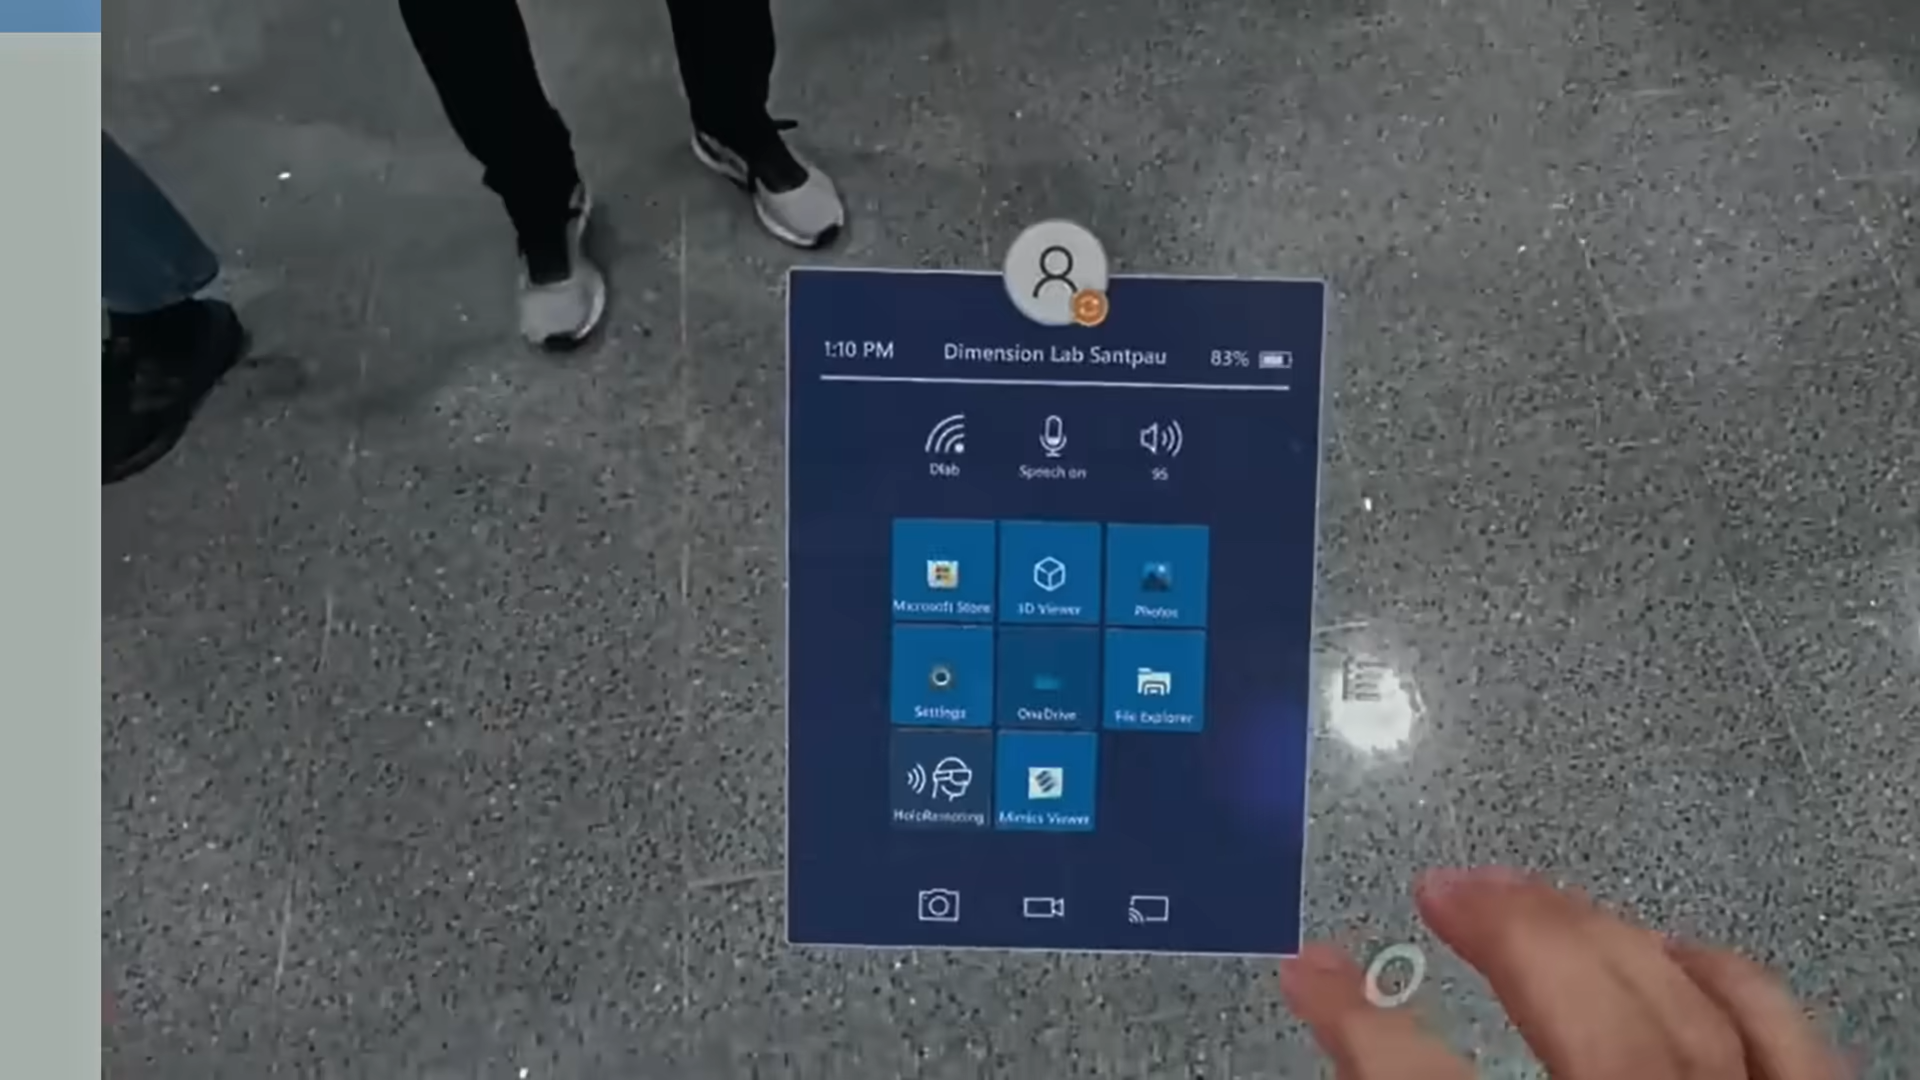 1:10 PM Dimension Lab Santpau 83%
Dlab Speech on 95
Microsoft Store 3D Viewer Photos
Settings OneDrive File Explorer
HoloRemoting Mimics Viewer